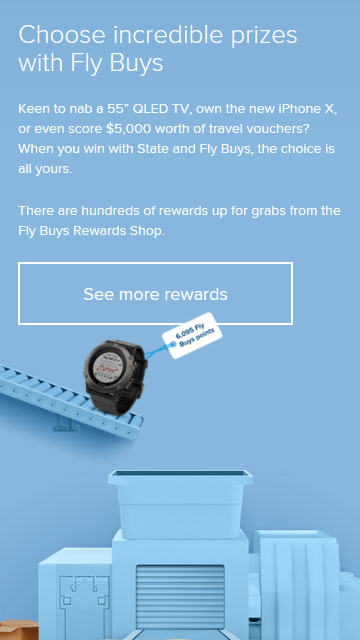 Choose incredible prizes
with Fly Buys
Keen to nab a 55” QLED TV, own the new iPhone X,
or even score $5,000 worth of travel vouchers?
When you win with State and Fly Buys, the choice is
all yours.
There are hundreds of rewards up for grabs from the
Fly Buys Rewards Shop.
See more rewards
6,095 Fly
Buys points